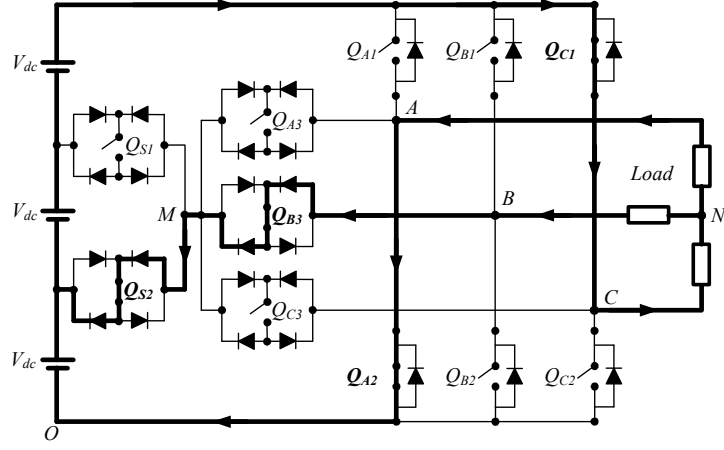 Q_A1
Q_B1
Q_C1
V_dc
Q_A3
A
Q_S1
Load
M
Q_B3
B
N
V_dc
Q_S2
Q_C3
C
V_dc
Q_A2
Q_B2
Q_C2
O